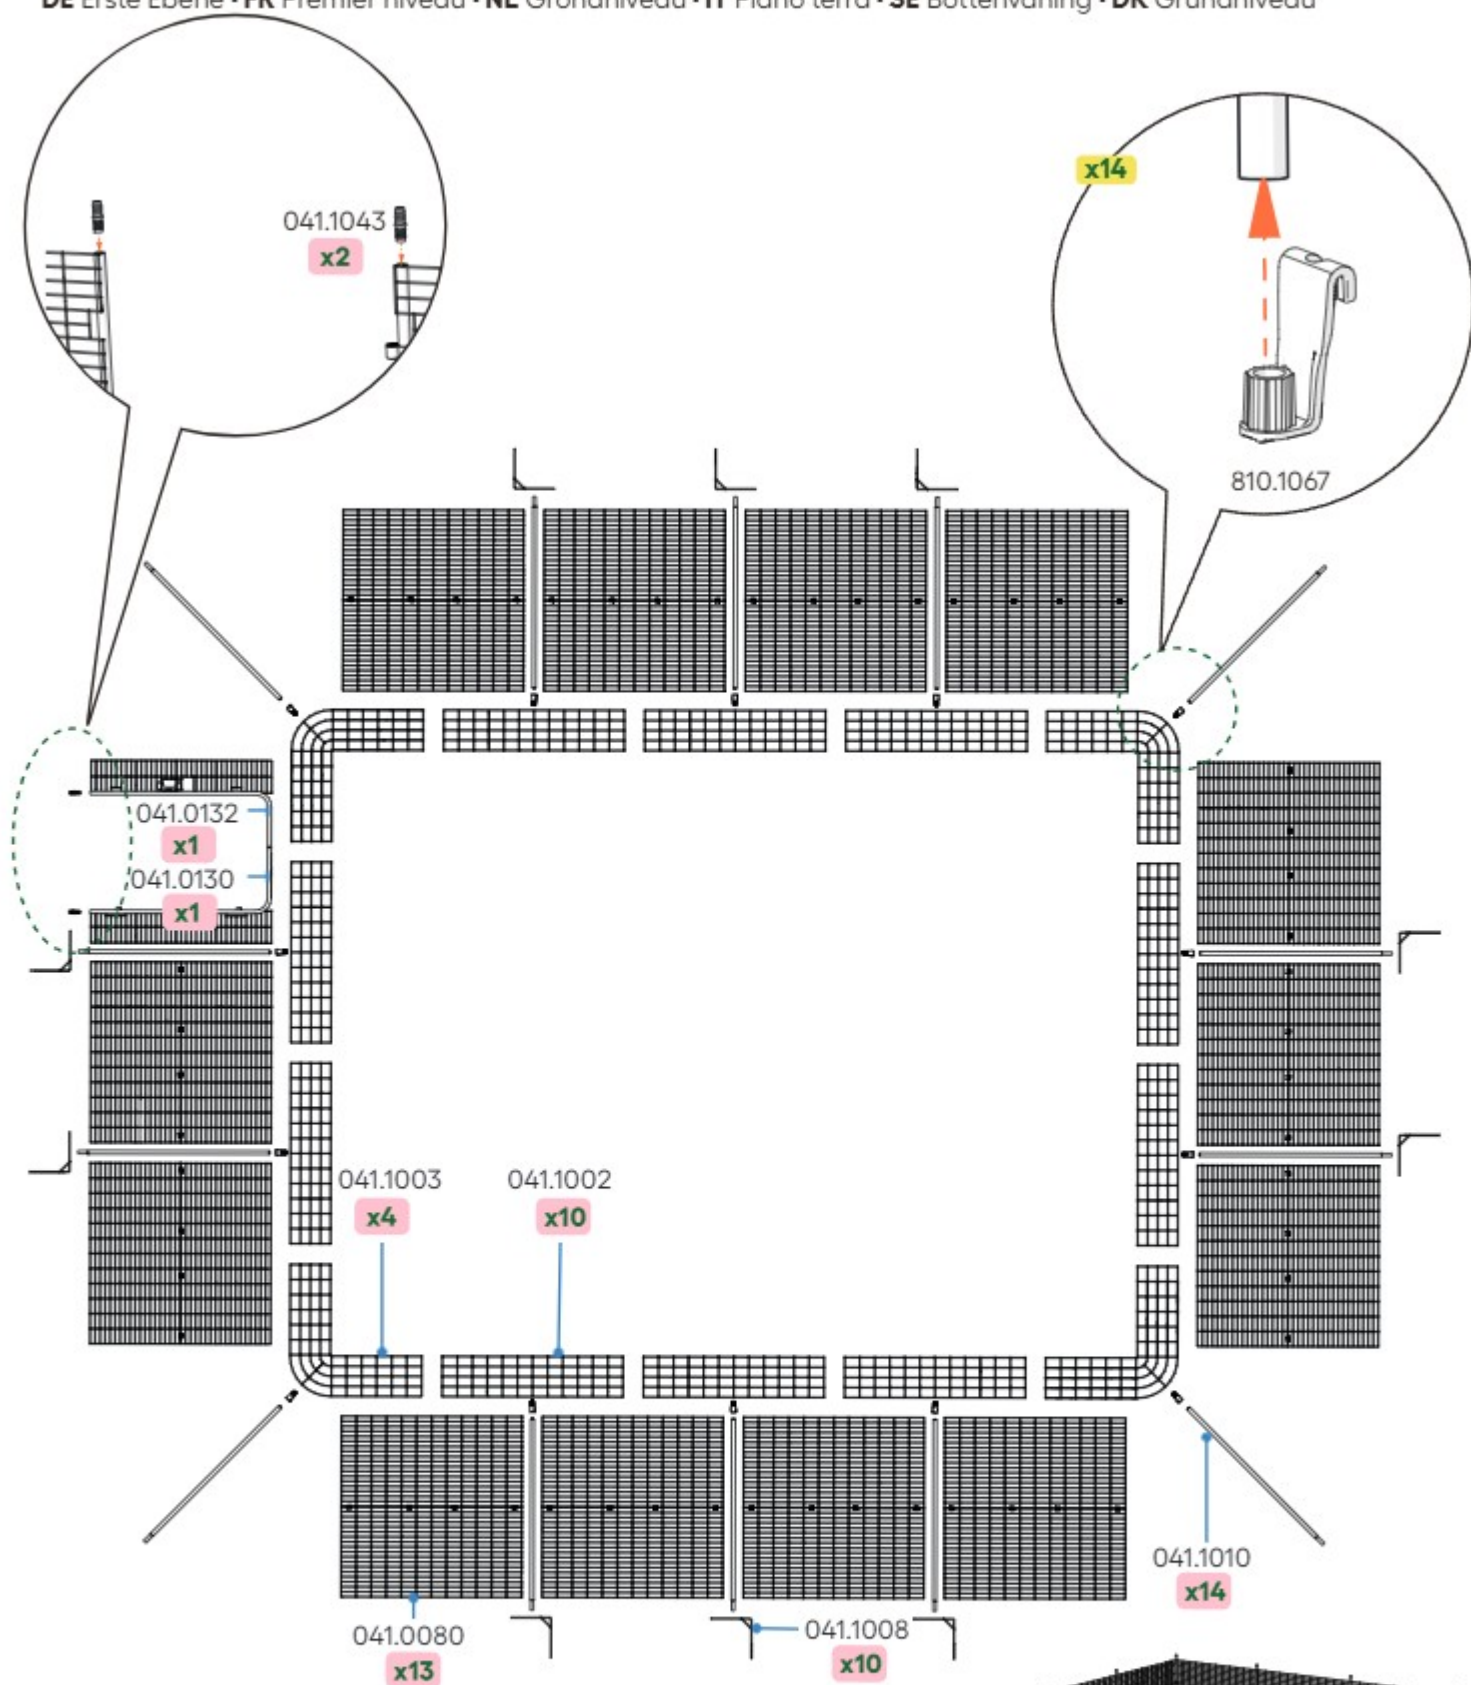 DE Erste Ebene • FR Premier niveau • NL Grondniveau • IT Piano terra • SE Bottenvåning • DK Grundniveau
x14
041.1043
x2
810.1067
041.0132
x1
041.0130
x1
041.1003
x4
041.1002
x10
041.1010
x14
041.0080
x13
041.1008
x10